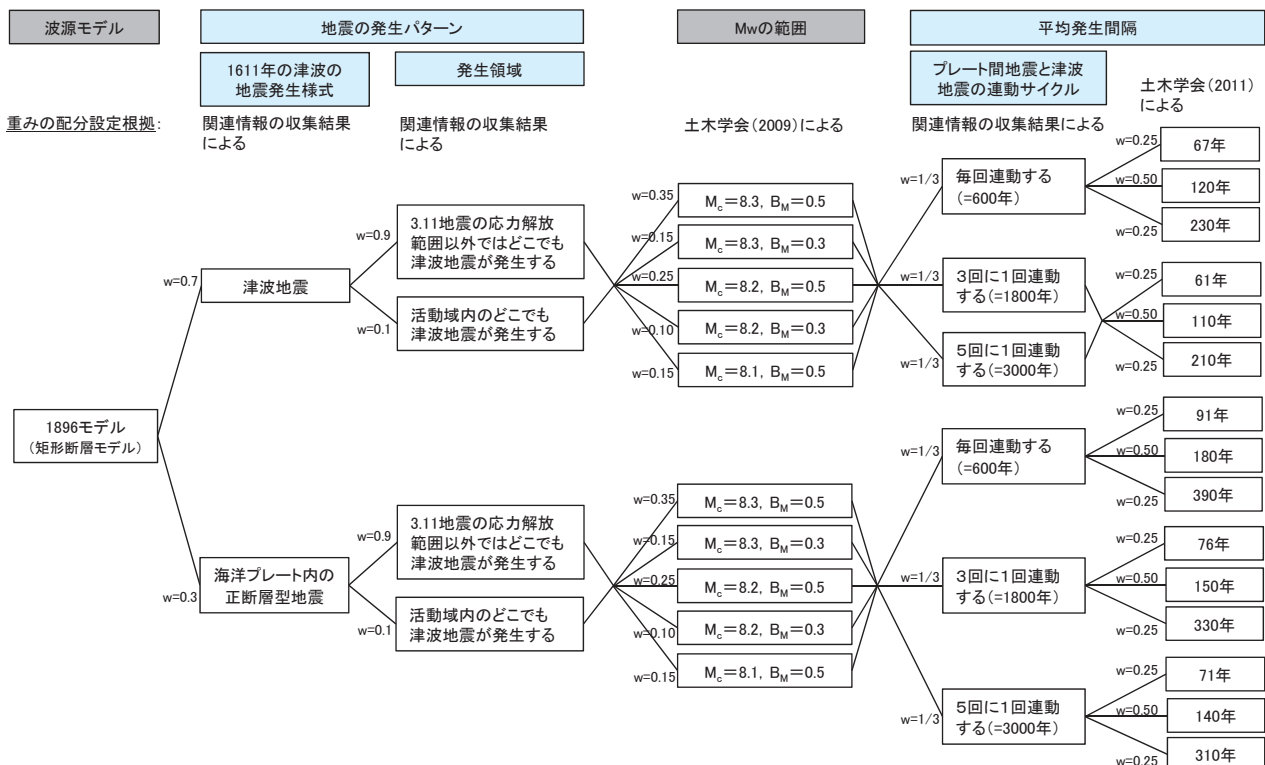 波源モデル
地震の発生パターン
Mwの範囲
平均発生間隔
1611年の津波の
地震発生様式
発生領域
プレート間地震と津波
地震の連動サイクル
土木学会(2011)
による
重みの配分設定根拠:
関連情報の収集結果
による
関連情報の収集結果
による
土木学会(2009)による
関連情報の収集結果による
1896モデル
(矩形断層モデル)
w=0.7
津波地震
w=0.9
3.11地震の応力解放
範囲以外ではどこでも
津波地震が発生する
w=0.1
活動域内のどこでも
津波地震が発生する
w=0.35
Mc=8.3, BM=0.5
w=0.15
Mc=8.3, BM=0.3
w=0.25
Mc=8.2, BM=0.5
w=0.10
Mc=8.2, BM=0.3
w=0.15
Mc=8.1, BM=0.5
w=1/3
毎回連動する
(=600年)
w=0.25
67年
w=0.50
120年
w=0.25
230年
w=1/3
3回に1回連動
する(=1800年)
w=1/3
5回に1回連動
する(=3000年)
w=0.25
61年
w=0.50
110年
w=0.25
210年
w=0.3
海洋プレート内の
正断層型地震
w=0.9
3.11地震の応力解放
範囲以外ではどこでも
津波地震が発生する
w=0.1
活動域内のどこでも
津波地震が発生する
w=0.35
Mc=8.3, BM=0.5
w=0.15
Mc=8.3, BM=0.3
w=0.25
Mc=8.2, BM=0.5
w=0.10
Mc=8.2, BM=0.3
w=0.15
Mc=8.1, BM=0.5
w=1/3
毎回連動する
(=600年)
w=0.25
91年
w=0.50
180年
w=0.25
390年
w=1/3
3回に1回連動
する(=1800年)
w=0.25
76年
w=0.50
150年
w=0.25
330年
w=1/3
5回に1回連動
する(=3000年)
w=0.25
71年
w=0.50
140年
w=0.25
310年